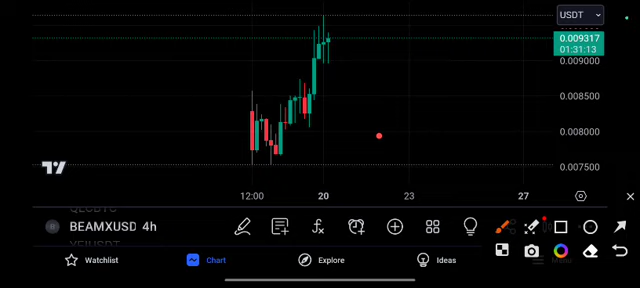 USDT
0.009317
01:31:13
0.009000
0.008500
0.008000
0.007500
12:00 20 23 27
BEAMXUSD 4h
Watchlist Chart Explore Ideas